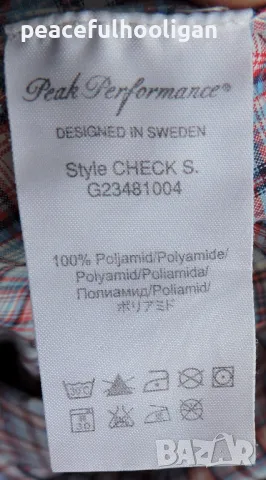 peacefulhooligan
Peak Performance®
DESIGNED IN SWEDEN
Style CHECK S.
G23481004
100% Poljamid/Polyamide/
Polyamid/Poliamida/
Полиамид/Poliamid/
ポリアミド
BAZAR